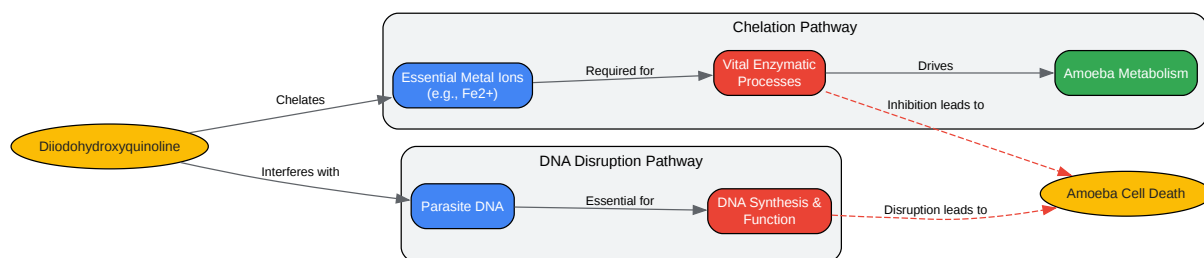 Chelation Pathway
Essential Metal Ions
(e.g., Fe2+)
Required for
Vital Enzymatic
Processes
Drives
Amoeba Metabolism
Chelates
Inhibition leads to
Diiodohydroxyquinoline
DNA Disruption Pathway
Interferes with
Parasite DNA
Essential for
DNA Synthesis &
Function
Disruption leads to
Amoeba Cell Death